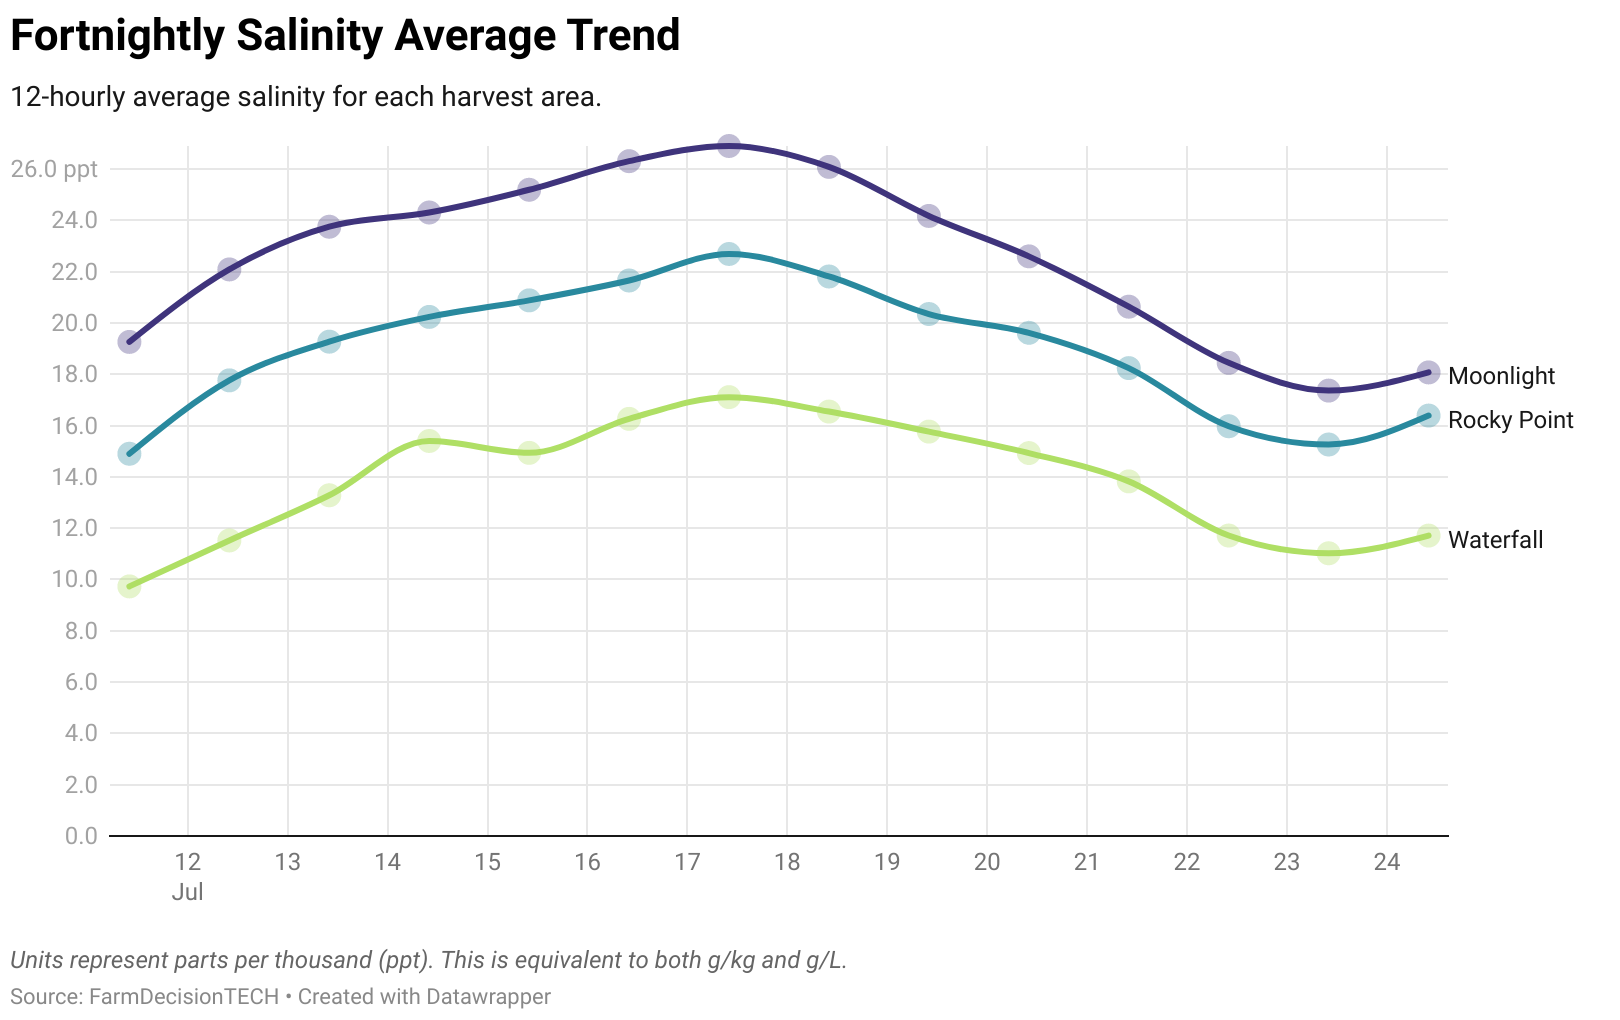 Fortnightly Salinity Average Trend
12-hourly average salinity for each harvest area.
26.0 ppt
24.0
22.0
20.0
18.0
16.0
14.0
12.0
10.0
8.0
6.0
4.0
2.0
0.0
Moonlight
Rocky Point
Waterfall
12 13 14 15 16 17 18 19 20 21 22 23 24
Jul
Units represent parts per thousand (ppt). This is equivalent to both g/kg and g/L.
Source: FarmDecisionTECH • Created with Datawrapper